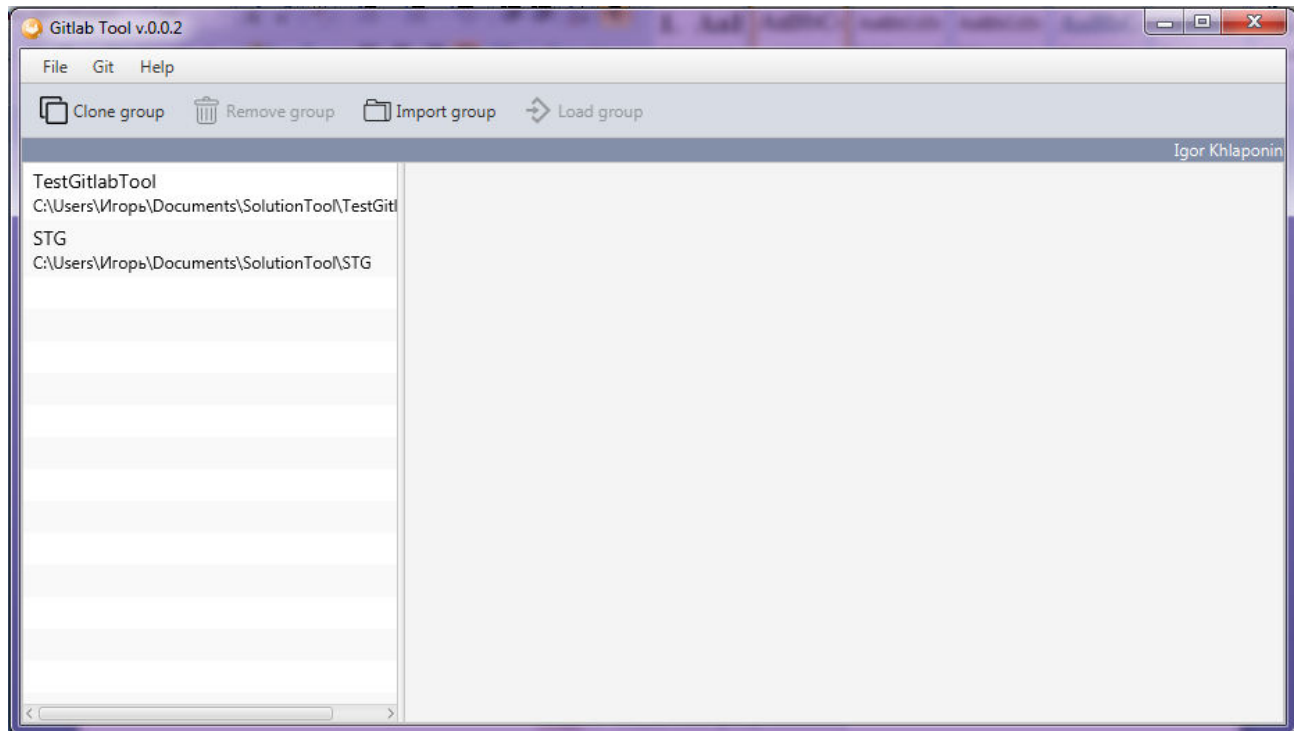 Gitlab Tool v.0.0.2
File Git Help
Clone group Remove group Import group Load group
Igor Khlaponin
TestGitlabTool
C:\Users\Игорь\Documents\SolutionTool\TestGitl
STG
C:\Users\Игорь\Documents\SolutionTool\STG